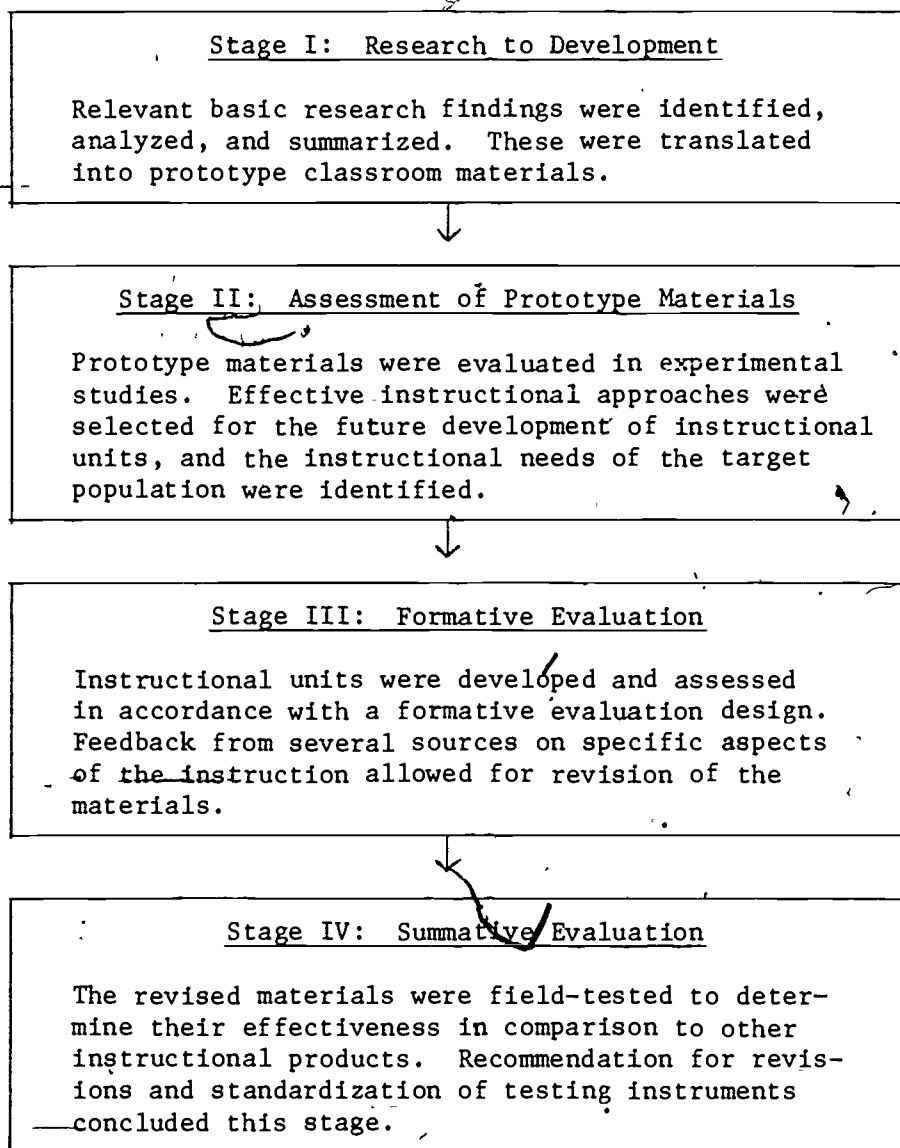 Stage I: Research to Development
Relevant basic research findings were identified,
analyzed, and summarized. These were translated
into prototype classroom materials.
Stage II: Assessment of Prototype Materials
Prototype materials were evaluated in experimental
studies. Effective instructional approaches were
selected for the future development of instructional
units, and the instructional needs of the target
population were identified.
Stage III: Formative Evaluation
Instructional units were developed and assessed
in accordance with a formative evaluation design.
Feedback from several sources on specific aspects
of the instruction allowed for revision of the
materials.
Stage IV: Summative Evaluation
The revised materials were field-tested to deter-
mine their effectiveness in comparison to other
instructional products. Recommendation for revis-
ions and standardization of testing instruments
concluded this stage.